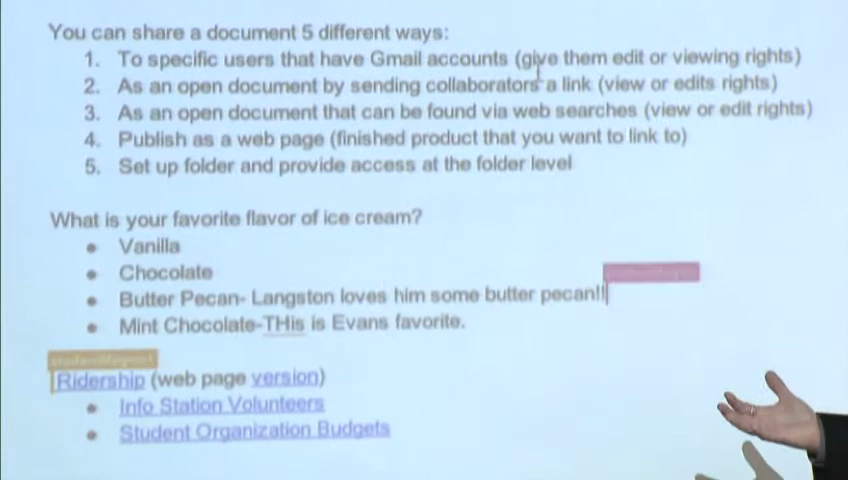 You can share a document 5 different ways:
1. To specific users that have Gmail accounts (give them edit or viewing rights)
2. As an open document by sending collaborators a link (view or edits rights)
3. As an open document that can be found via web searches (view or edit rights)
4. Publish as a web page (finished product that you want to link to)
5. Set up folder and provide access at the folder level
What is your favorite flavor of ice cream?
● Vanilla
● Chocolate
● Butter Pecan- Langston loves him some butter pecan!!
● Mint Chocolate-THis is Evans favorite.
Ridership (web page version)
● Info Station Volunteers
● Student Organization Budgets